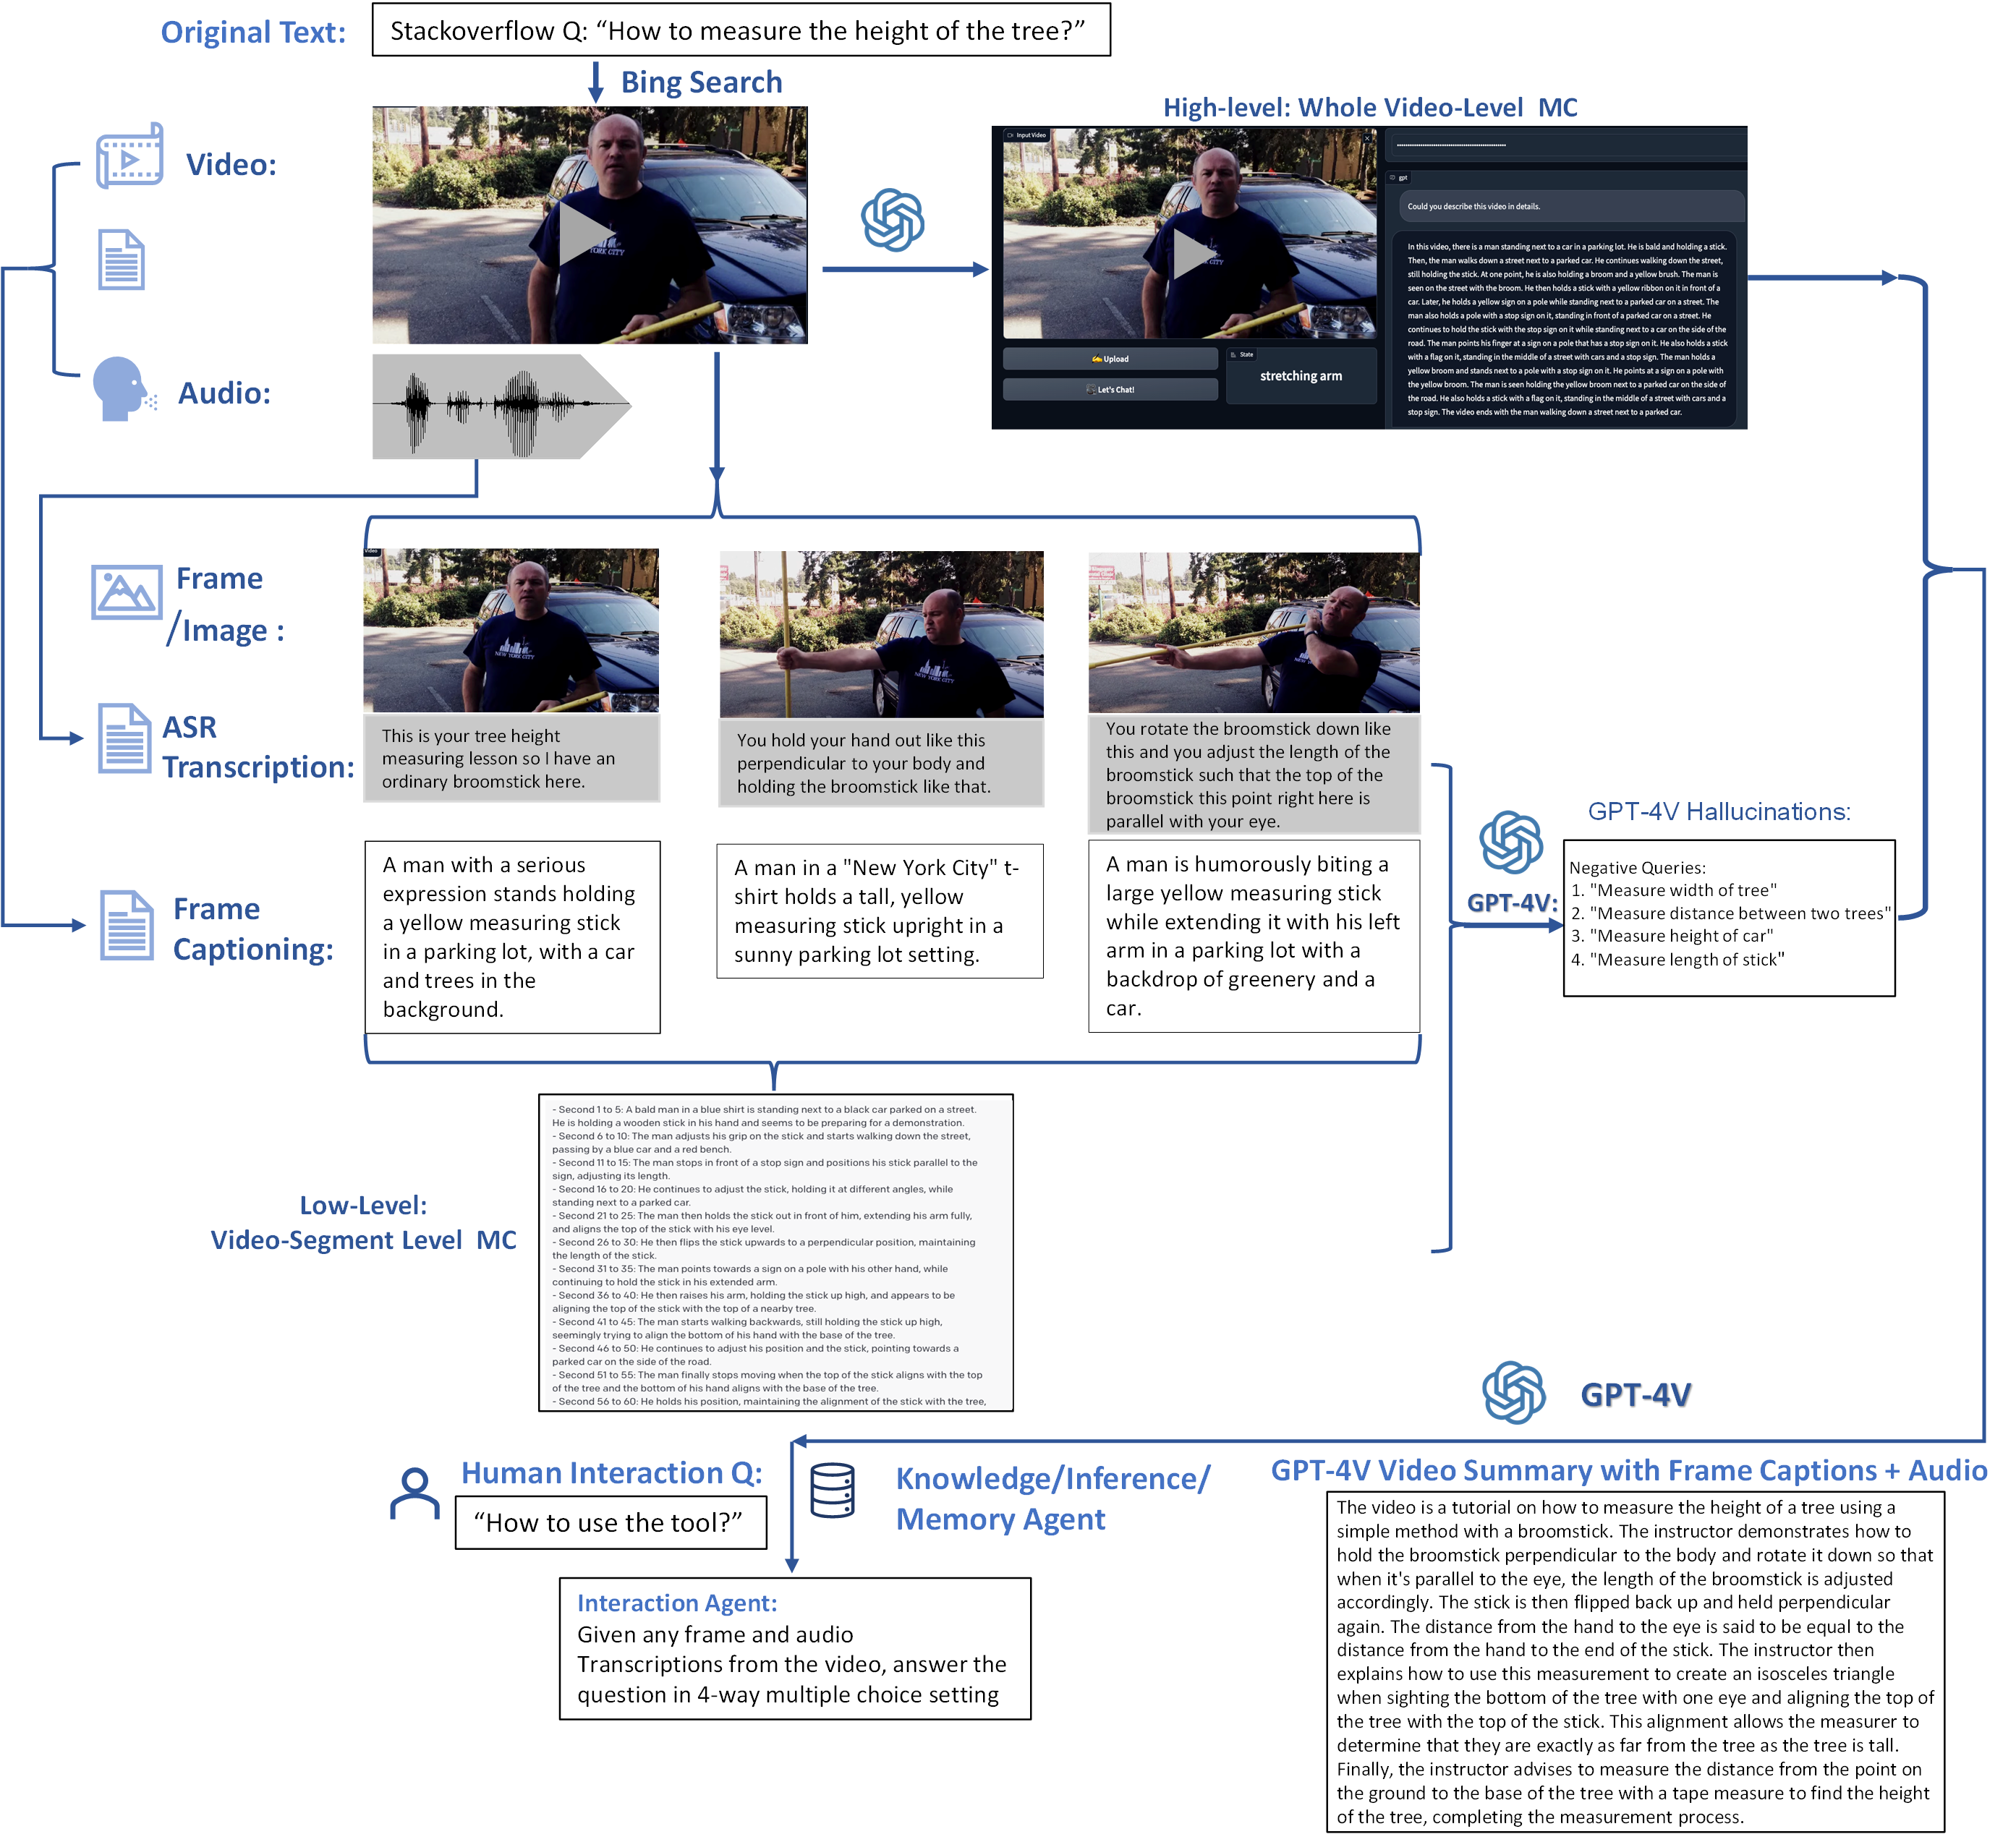 Original Text:
Stackoverflow Q: “How to measure the height of the tree?”
Bing Search
Video:
YORK CITY
Audio:
High-level: Whole Video-Level MC
Input Video
gpt
Could you describe this video in details.
In this video, there is a man standing next to a car in a parking lot. He is bald and holding a stick.
Then, the man walks down a street next to a parked car. He continues walking down the street,
still holding the stick. At one point, he is also holding a broom and a yellow brush. The man is
seen on the street with the broom. He then holds a stick with a yellow ribbon on it in front of a
car. Later, he holds a yellow sign on a pole while standing next to a parked car on a street. The
man also holds a pole with a stop sign on it, standing in front of a parked car on a street. He
continues to hold the stick with the stop sign on it while standing next to a car on the side of the
road. The man points his finger at a sign on a pole that has a stop sign on it. He also holds a stick
with a flag on it, standing in the middle of a street with cars and a stop sign. The man holds a
yellow broom and stands next to a pole with a stop sign on it. He points at a sign on a pole with
the yellow broom. The man is seen holding the yellow broom next to a parked car on the side of
the road. He also holds a stick with a flag on it, standing in the middle of a street with cars and a
stop sign. The video ends with the man walking down a street next to a parked car.
Upload
Let's Chat!
State
stretching arm
Frame
/Image :
Video
NEW YORK CITY
NEW YORK CITY
ASR
Transcription:
This is your tree height
measuring lesson so I have an
ordinary broomstick here.
You hold your hand out like this
perpendicular to your body and
holding the broomstick like that.
You rotate the broomstick down like
this and you adjust the length of the
broomstick such that the top of the
broomstick this point right here is
parallel with your eye.
Frame
Captioning:
A man with a serious
expression stands holding
a yellow measuring stick
in a parking lot, with a car
and trees in the
background.
A man in a "New York City" t-
shirt holds a tall, yellow
measuring stick upright in a
sunny parking lot setting.
A man is humorously biting a
large yellow measuring stick
while extending it with his left
arm in a parking lot with a
backdrop of greenery and a
car.
GPT-4V:
GPT-4V Hallucinations:
Negative Queries:
1. "Measure width of tree"
2. "Measure distance between two trees"
3. "Measure height of car"
4. "Measure length of stick"
Low-Level:
Video-Segment Level MC
- Second 1 to 5: A bald man in a blue shirt is standing next to a black car parked on a street.
He is holding a wooden stick in his hand and seems to be preparing for a demonstration.
- Second 6 to 10: The man adjusts his grip on the stick and starts walking down the street,
passing by a blue car and a red bench.
- Second 11 to 15: The man stops in front of a stop sign and positions his stick parallel to the
sign, adjusting its length.
- Second 16 to 20: He continues to adjust the stick, holding it at different angles, while
standing next to a parked car.
- Second 21 to 25: The man then holds the stick out in front of him, extending his arm fully,
and aligns the top of the stick with his eye level.
- Second 26 to 30: He then flips the stick upwards to a perpendicular position, maintaining
the length of the stick.
- Second 31 to 35: The man points towards a sign on a pole with his other hand, while
continuing to hold the stick in his extended arm.
- Second 36 to 40: He then raises his arm, holding the stick up high, and appears to be
aligning the top of the stick with the top of a nearby tree.
- Second 41 to 45: The man starts walking backwards, still holding the stick up high,
seemingly trying to align the bottom of his hand with the base of the tree.
- Second 46 to 50: He continues to adjust his position and the stick, pointing towards a
parked car on the side of the road.
- Second 51 to 55: The man finally stops moving when the top of the stick aligns with the top
of the tree and the bottom of his hand aligns with the base of the tree.
- Second 56 to 60: He holds his position, maintaining the alignment of the stick with the tree,
GPT-4V
Human Interaction Q:
“How to use the tool?”
Knowledge/Inference/
Memory Agent
Interaction Agent:
Given any frame and audio
Transcriptions from the video, answer the
question in 4-way multiple choice setting
GPT-4V Video Summary with Frame Captions + Audio
The video is a tutorial on how to measure the height of a tree using a
simple method with a broomstick. The instructor demonstrates how to
hold the broomstick perpendicular to the body and rotate it down so that
when it's parallel to the eye, the length of the broomstick is adjusted
accordingly. The stick is then flipped back up and held perpendicular
again. The distance from the hand to the eye is said to be equal to the
distance from the hand to the end of the stick. The instructor then
explains how to use this measurement to create an isosceles triangle
when sighting the bottom of the tree with one eye and aligning the top of
the tree with the top of the stick. This alignment allows the measurer to
determine that they are exactly as far from the tree as the tree is tall.
Finally, the instructor advises to measure the distance from the point on
the ground to the base of the tree with a tape measure to find the height
of the tree, completing the measurement process.